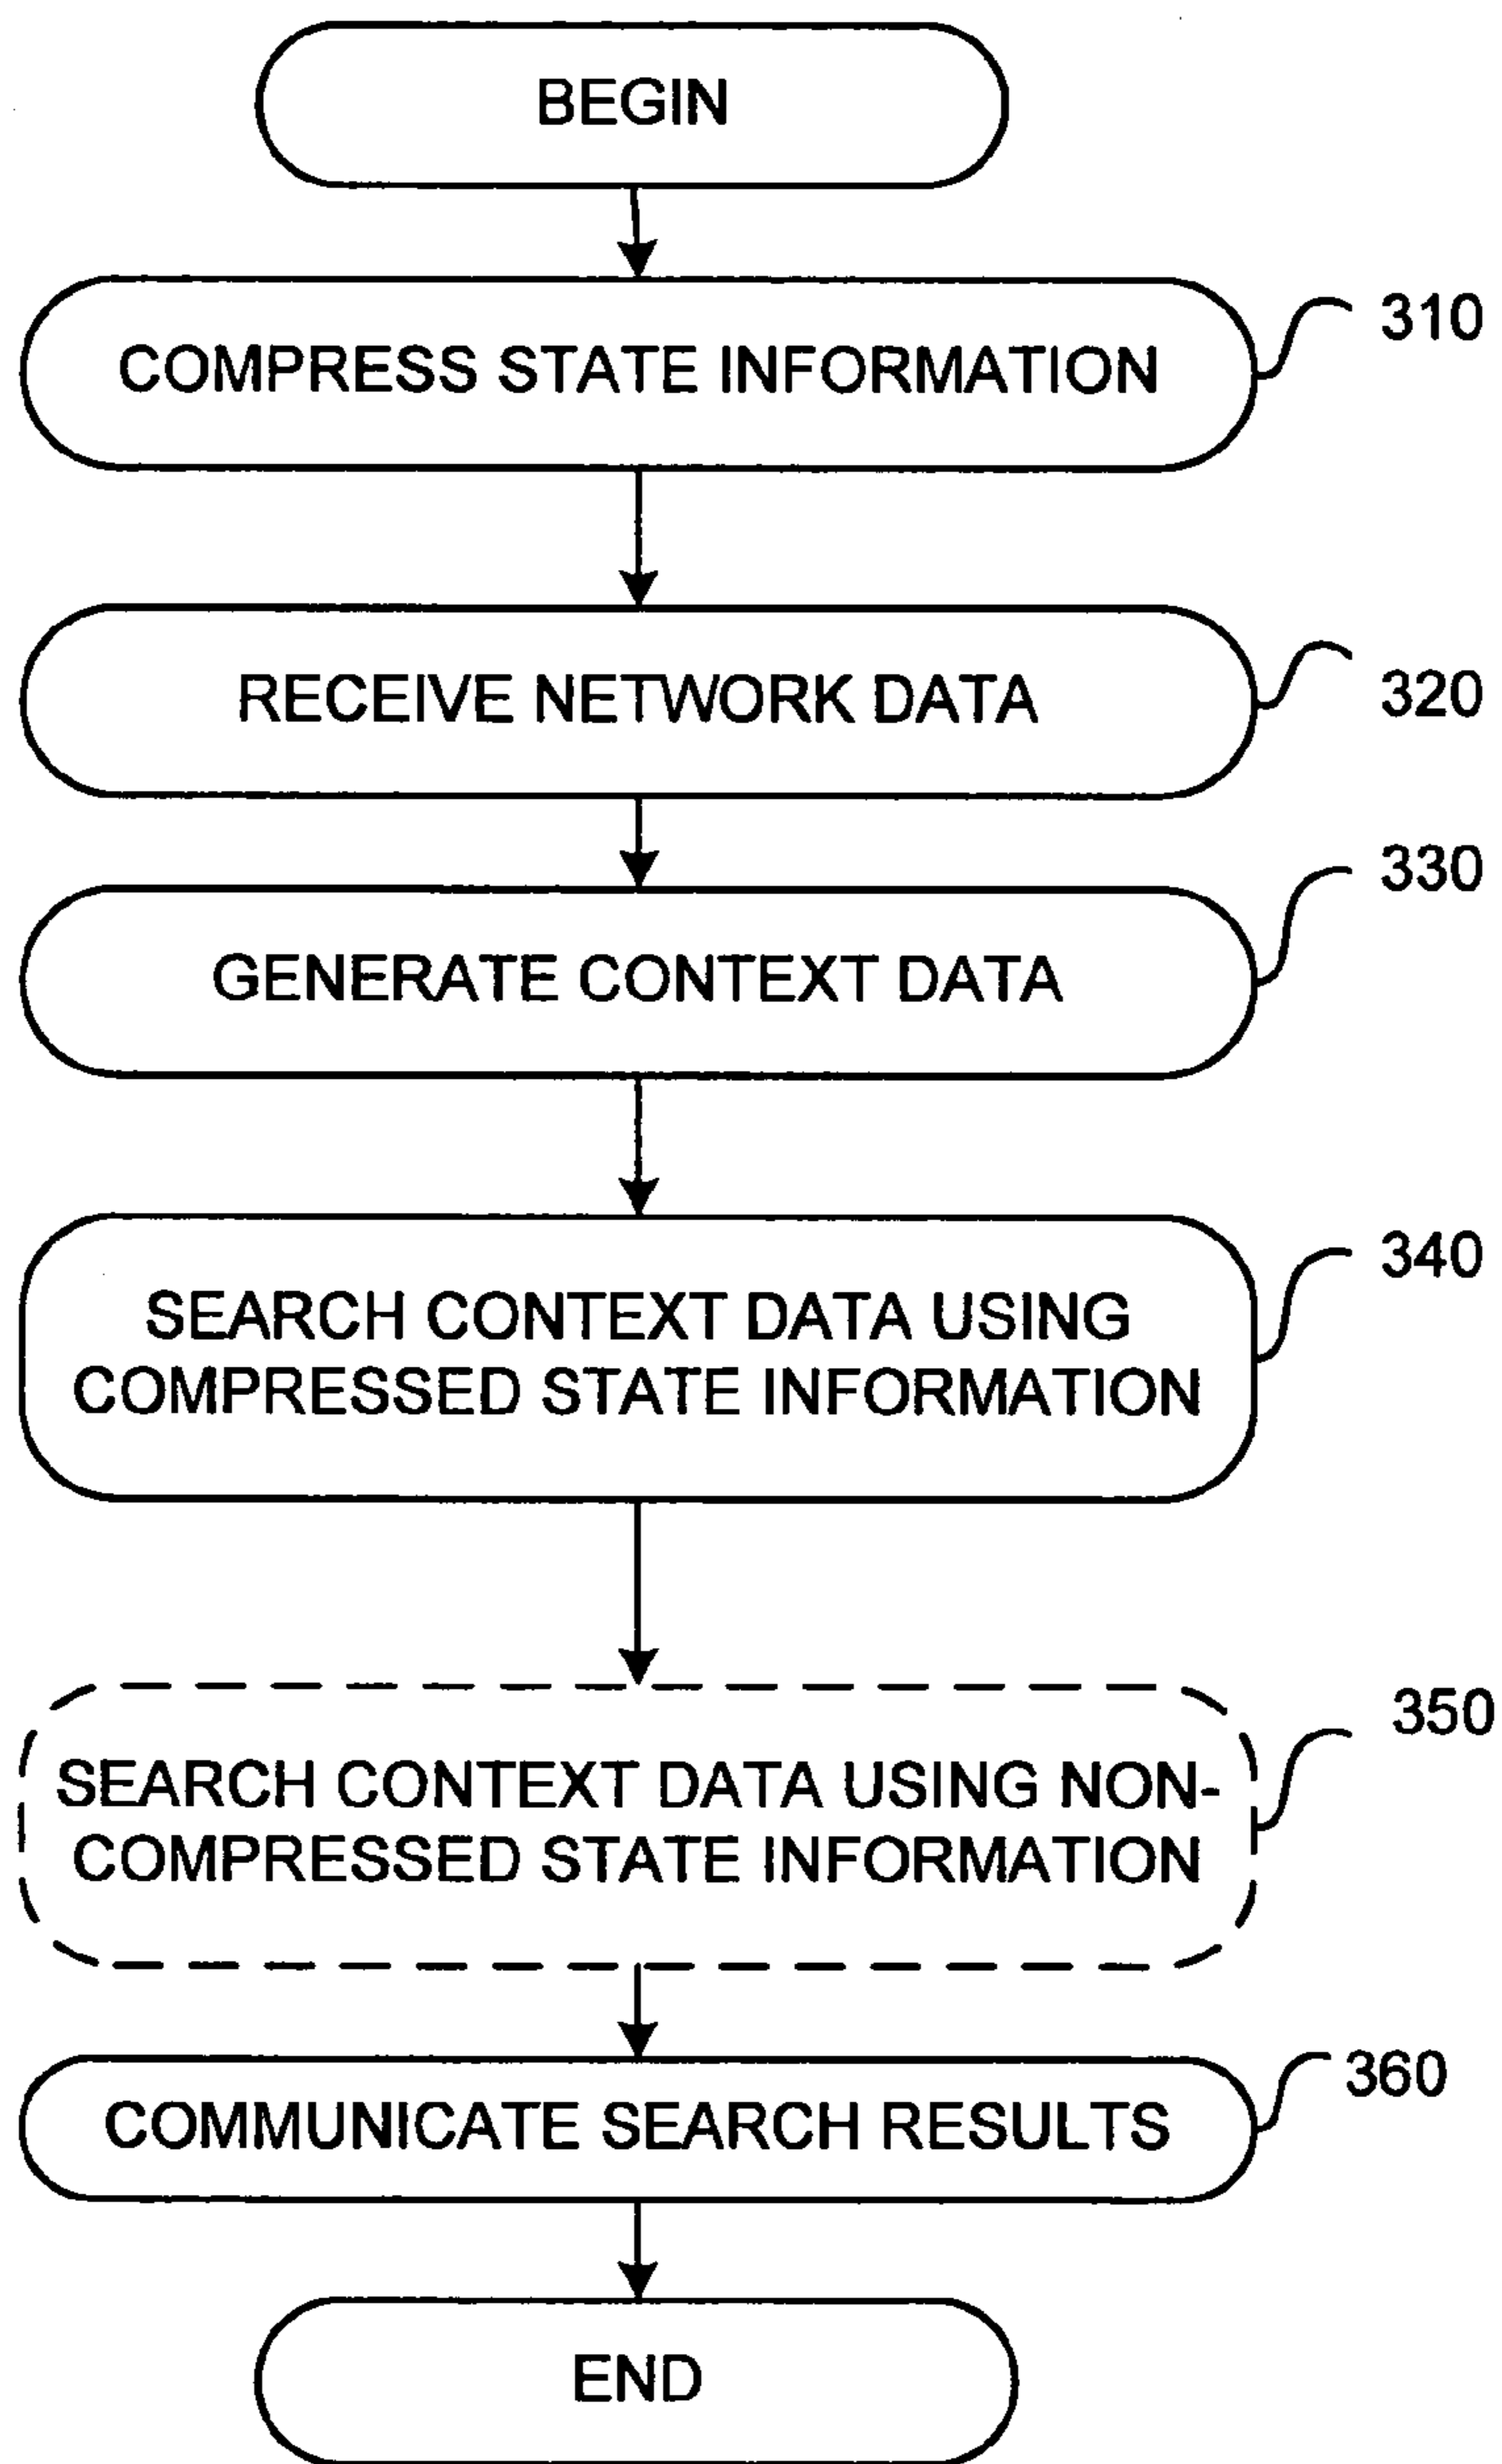 BEGIN
COMPRESS STATE INFORMATION
310
RECEIVE NETWORK DATA
320
330
GENERATE CONTEXT DATA
340
SEARCH CONTEXT DATA USING
COMPRESSED STATE INFORMATION
350
SEARCH CONTEXT DATA USING NON-
COMPRESSED STATE INFORMATION
360
COMMUNICATE SEARCH RESULTS
END